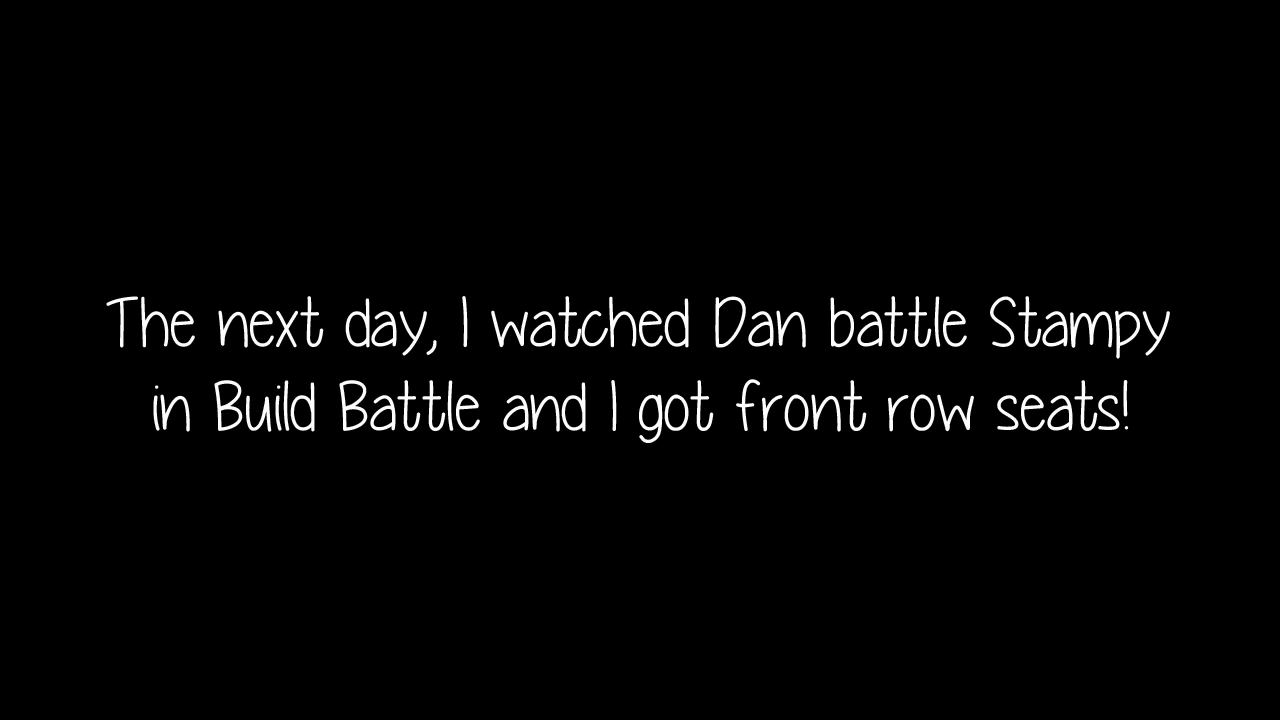 The next day, I watched Dan battle Stampy
in Build Battle and I got front row seats!